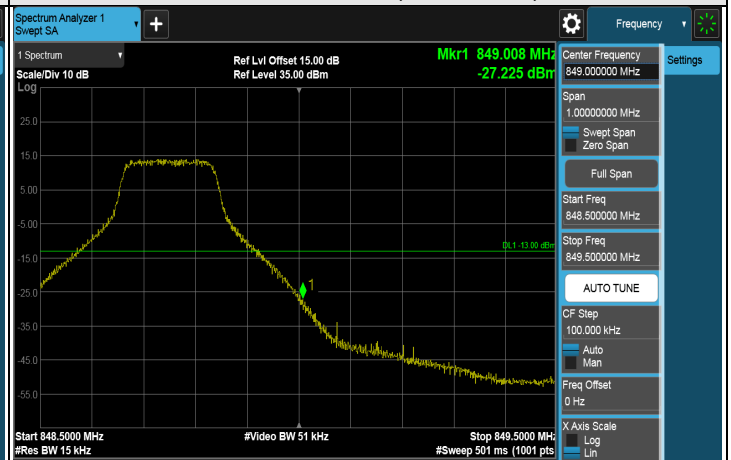 Spectrum Analyzer 1
Swept SA
+
Frequency
1 Spectrum
Scale/Div 10 dB
Log
Ref Lvl Offset 15.00 dB
Ref Level 35.00 dBm
Mkr1 849.008 MHz
-27.225 dBm
25.0
15.0
5.00
-5.00
-15.0
-25.0
-35.0
-45.0
-55.0
DL1 -13.00 dBm
1
Start 848.5000 MHz
#Res BW 15 kHz
#Video BW 51 kHz
Stop 849.5000 MHz
#Sweep 501 ms (1001 pts
Center Frequency
849.000000 MHz
Settings
Span
1.00000000 MHz
Swept Span
Zero Span
Full Span
Start Freq
848.500000 MHz
Stop Freq
849.500000 MHz
AUTO TUNE
CF Step
100.000 kHz
Auto
Man
Freq Offset
0 Hz
X Axis Scale
Log
Lin